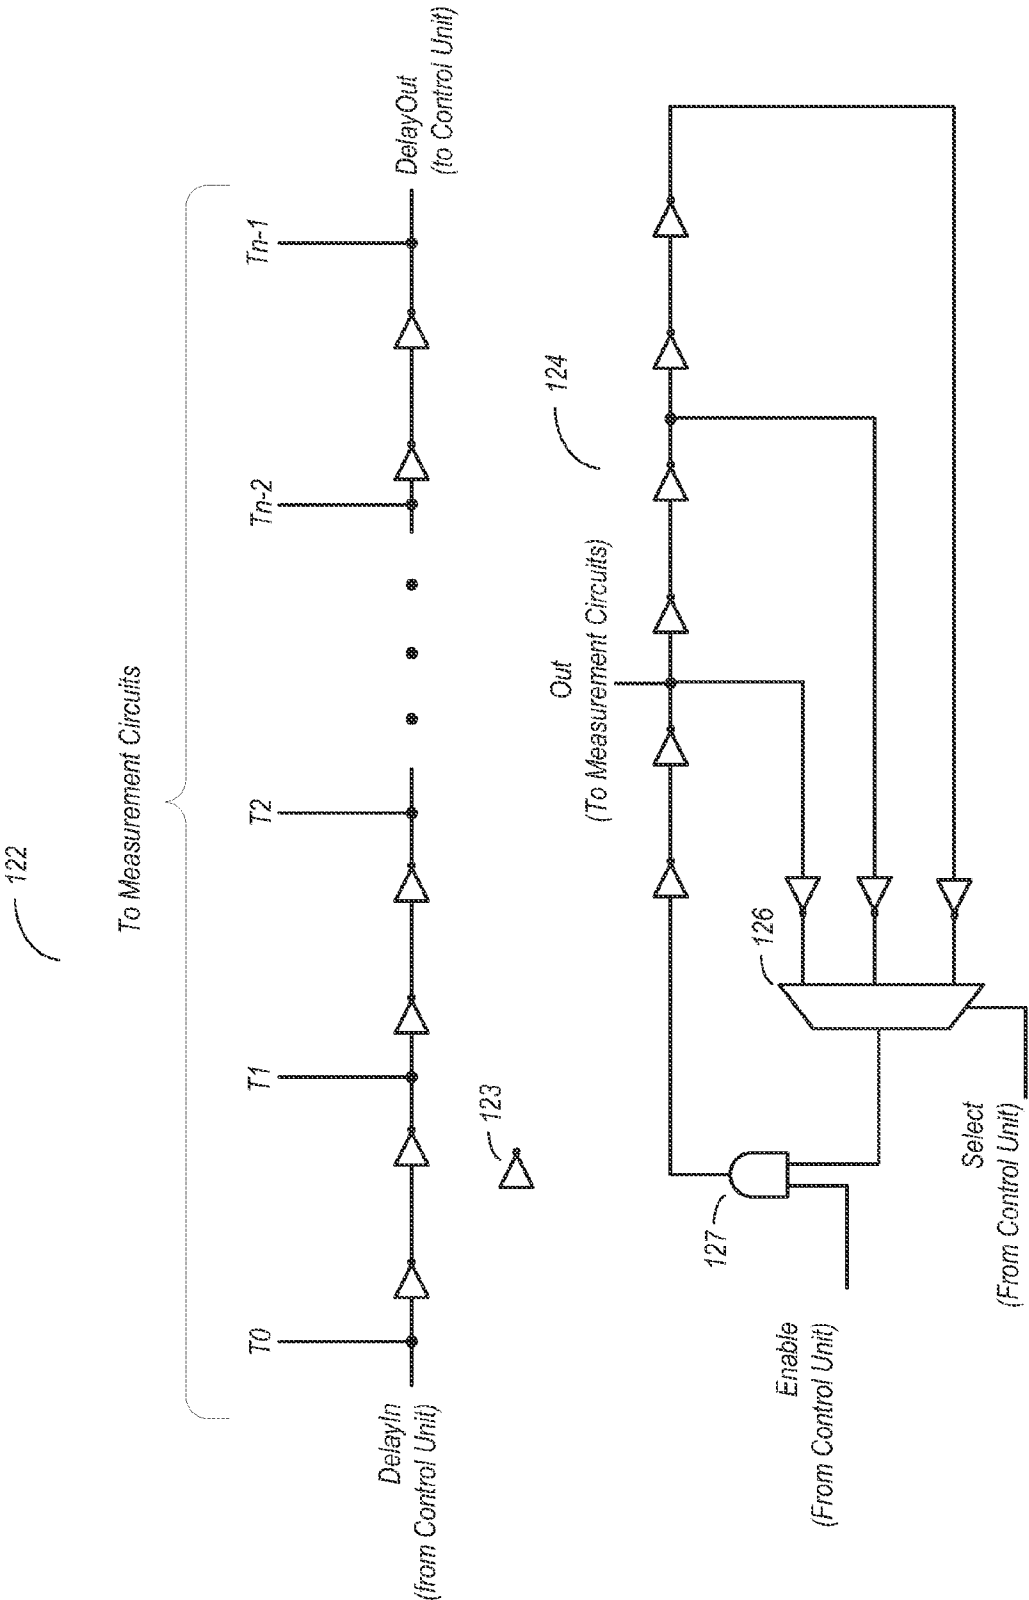 122
To Measurement Circuits
T0
T1
T2
Tn-2
Tn-1
DelayIn
(from Control Unit)
DelayOut
(to Control Unit)
123
124
Out
(To Measurement Circuits)
126
127
Enable
(From Control Unit)
Select
(From Control Unit)